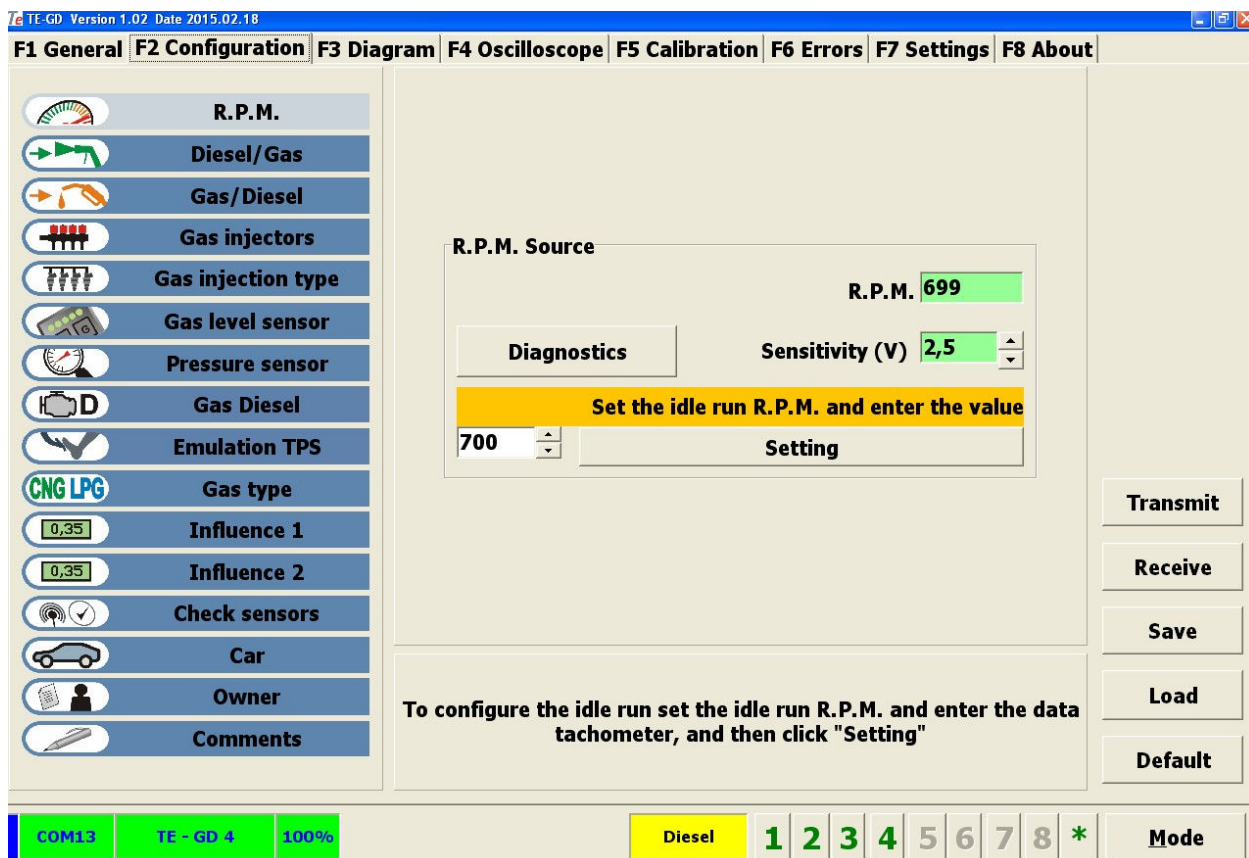 Te TE-GD Version 1.02 Date 2015.02.18
F1 General F2 Configuration F3 Diagram F4 Oscilloscope F5 Calibration F6 Errors F7 Settings F8 About
R.P.M.
Diesel/Gas
Gas/Diesel
Gas injectors
Gas injection type
G
Gas level sensor
Pressure sensor
D
Gas Diesel
Emulation TPS
CNG LPG
Gas type
0,35
Influence 1
0,35
Influence 2
Check sensors
Car
Owner
Comments
R.P.M. Source
R.P.M. 699
Diagnostics
Sensitivity (V) 2,5
Set the idle run R.P.M. and enter the value
700
Setting
To configure the idle run set the idle run R.P.M. and enter the data
tachometer, and then click "Setting"
Transmit
Receive
Save
Load
Default
COM13 TE - GD 4 100% Diesel 1 2 3 4 5 6 7 8 * Mode